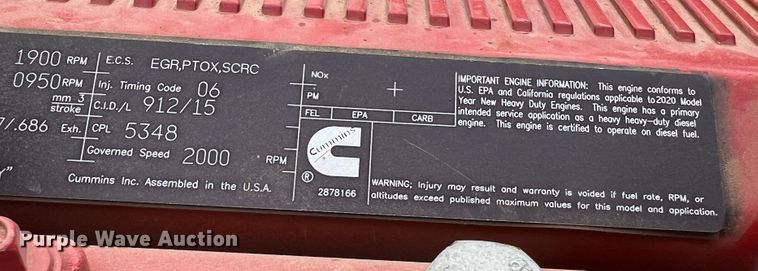 1900 RPM E.C.S. EGR,PTOX,SCRC
0950 RPM Inj. Timing Code 06
mm 3 stroke C.I.D./L 912/15
/.686 Exh. CPL 5348
Governed Speed 2000 RPM
Cummins Inc. Assembled in the U.S.A.
NOx
PM
FEL EPA CARB
Cummins
®
2878166
IMPORTANT ENGINE INFORMATION: This engine conforms to
U.S. EPA and California regulations applicable to 2020 Model
Year New Heavy Duty Engines. This engine has a primary
intended service application as a heavy heavy-duty diesel
engine. This engine is certified to operate on diesel fuel.
WARNING; Injury may result and warranty is voided if fuel rate, RPM, or
altitudes exceed published maximum values for this model and application.
Purple Wave Auction